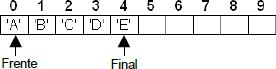 0 1 2 3 4 5 6 7 8 9
'A' 'B' 'C' 'D' 'E'
Frente Final